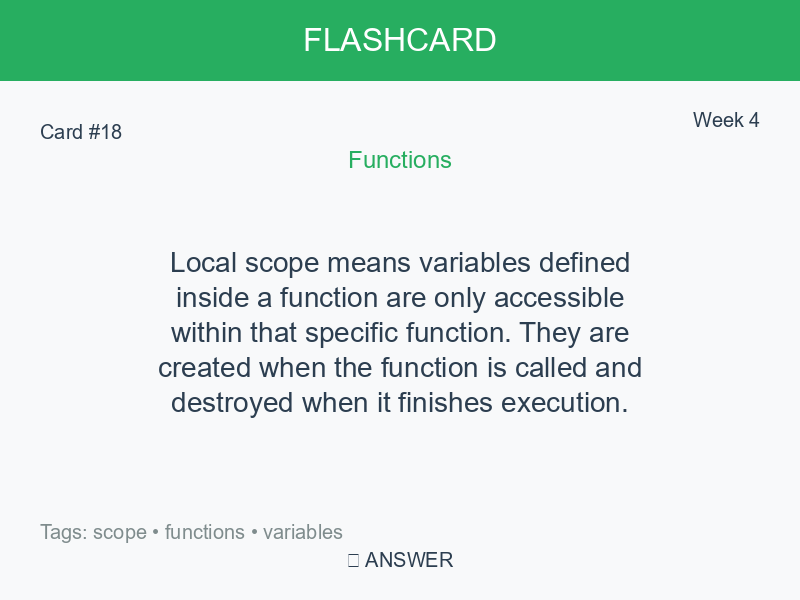 FLASHCARD
Card #18
Week 4
Functions
Local scope means variables defined
inside a function are only accessible
within that specific function. They are
created when the function is called and
destroyed when it finishes execution.
Tags: scope • functions • variables
ANSWER